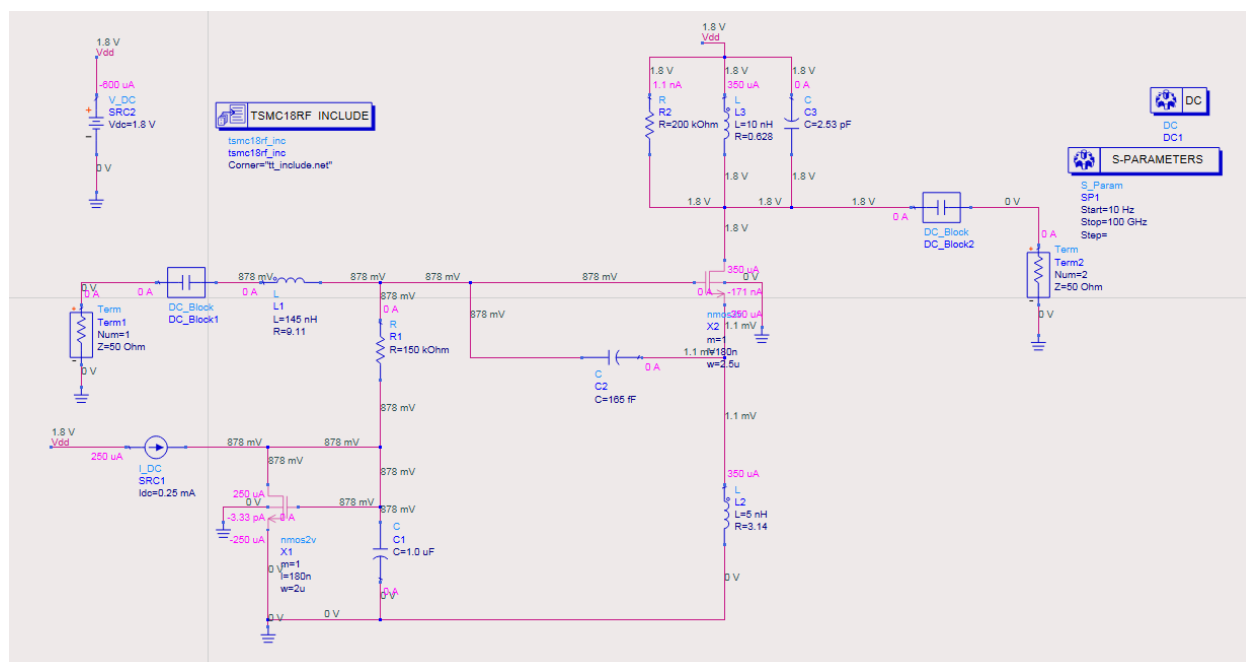 1.8 V
Vdd
-600 uA
V_DC
SRC2
Vdc=1.8 V
0 V
TSMC18RF INCLUDE
tsmc18rf_inc
tsmc18rf_inc
Corner="tt_include.net"
1.8 V
Vdd
1.8 V
1.8 V
1.8 V
1.1 nA
350 uA
0 A
R
R2
R=200 kOhm
L
L3
L=10 nH
R=0.628
C
C3
C=2.53 pF
1.8 V
1.8 V
1.8 V
1.8 V
1.8 V
1.8 V
DC
DC
DC1
S-PARAMETERS
S_Param
SP1
Start=10 Hz
Stop=100 GHz
Step=
0 A
DC_Block
DC_Block2
0 V
0 A
Term
Term2
Num=2
Z=50 Ohm
0 V
0 V
0 A
Term
Term1
Num=1
Z=50 Ohm
0 V
0 A
DC_Block
DC_Block1
0 A
878 mV
L
L1
L=145 nH
R=9.11
878 mV
878 mV
878 mV
878 mV
878 mV
0 A
R
R1
R=150 kOhm
878 mV
1.8 V
350 uA
0 V
0 A
-171 nA
-350 uA
1.1 mV
X2
m=1
l=180n
w=2.5u
1.1 mV
C
C2
C=165 fF
0 A
1.1 mV
350 uA
L
L2
L=5 nH
R=3.14
0 V
1.8 V
Vdd
250 uA
I_DC
SRC1
Idc=0.25 mA
878 mV
878 mV
878 mV
250 uA
0 V
-3.33 pA
0 A
-250 uA
878 mV
878 mV
nmos2v
X1
m=1
l=180n
w=2u
C
C1
C=1.0 uF
0 A
0 V
0 V
0 V
0 V